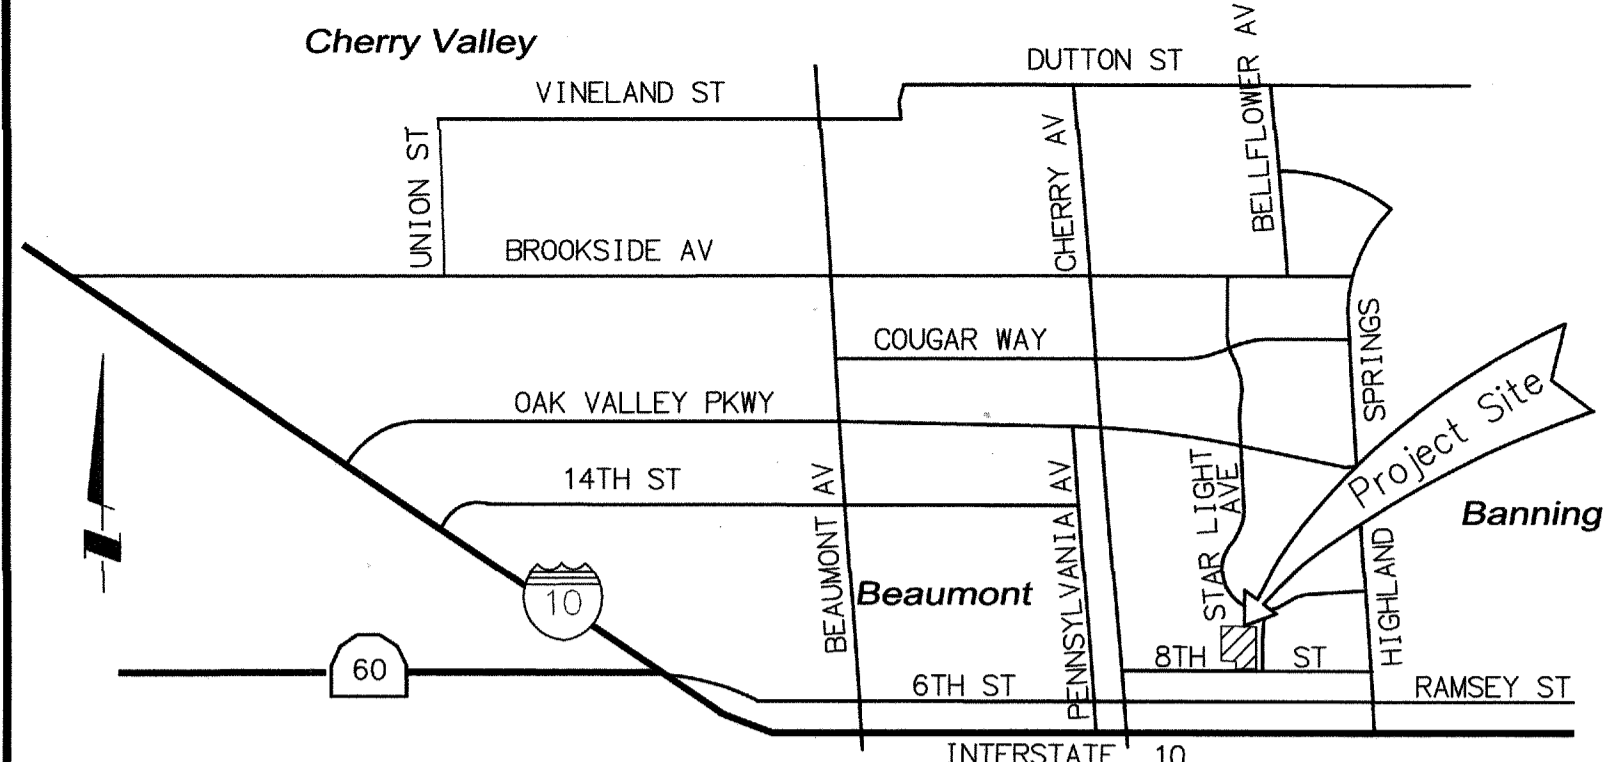 Cherry Valley
DUTTON ST
BELLFLOWER AV
VINELAND ST
UNION ST
CHERRY AV
BROOKSIDE AV
COUGAR WAY
SPRINGS
OAK VALLEY PKWY
Project Site
14TH ST
STAR LIGHT
AVE
N
BEAUMONT AV
PENNSYLVANIA AV
Banning
10
Beaumont
HIGHLAND
60
8TH ST
6TH ST
RAMSEY ST
INTERSTATE 10